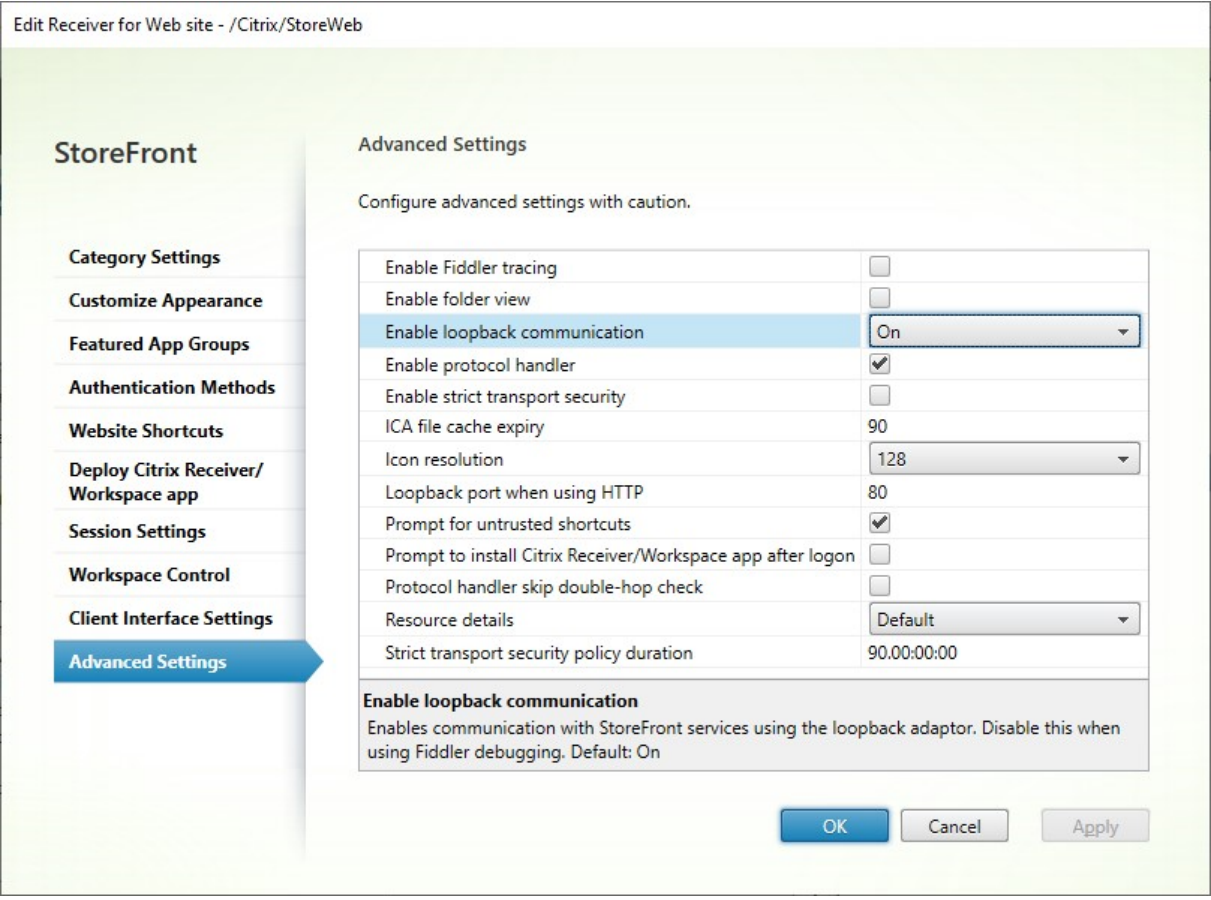 Edit Receiver for Web site - /Citrix/StoreWeb
StoreFront
Category Settings
Customize Appearance
Featured App Groups
Authentication Methods
Website Shortcuts
Deploy Citrix Receiver/
Workspace app
Session Settings
Workspace Control
Client Interface Settings
Advanced Settings
Advanced Settings
Configure advanced settings with caution.
Enable Fiddler tracing
Enable folder view
Enable loopback communication On
Enable protocol handler
Enable strict transport security
ICA file cache expiry 90
Icon resolution 128
Loopback port when using HTTP 80
Prompt for untrusted shortcuts
Prompt to install Citrix Receiver/Workspace app after logon
Protocol handler skip double-hop check
Resource details Default
Strict transport security policy duration 90.00:00:00
Enable loopback communication
Enables communication with StoreFront services using the loopback adaptor. Disable this when
using Fiddler debugging. Default: On
OK Cancel Apply